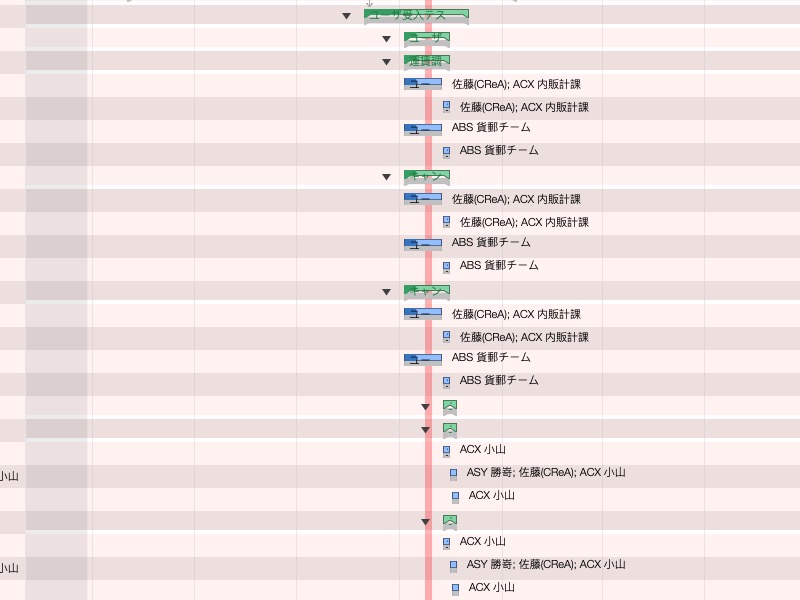 ユーザ受入テス
ユーザ
運賃調
ユー 佐藤(CReA); ACX 内販計課
佐藤(CReA); ACX 内販計課
ユー ABS 貨郵チーム
ABS 貨郵チーム
キャン
ユー 佐藤(CReA); ACX 内販計課
佐藤(CReA); ACX 内販計課
ユー ABS 貨郵チーム
ABS 貨郵チーム
キャン
ユー 佐藤(CReA); ACX 内販計課
佐藤(CReA); ACX 内販計課
ユー ABS 貨郵チーム
ABS 貨郵チーム
ACX 小山
小山 ASY 勝嵜; 佐藤(CReA); ACX 小山
ACX 小山
ACX 小山
小山 ASY 勝嵜; 佐藤(CReA); ACX 小山
ACX 小山